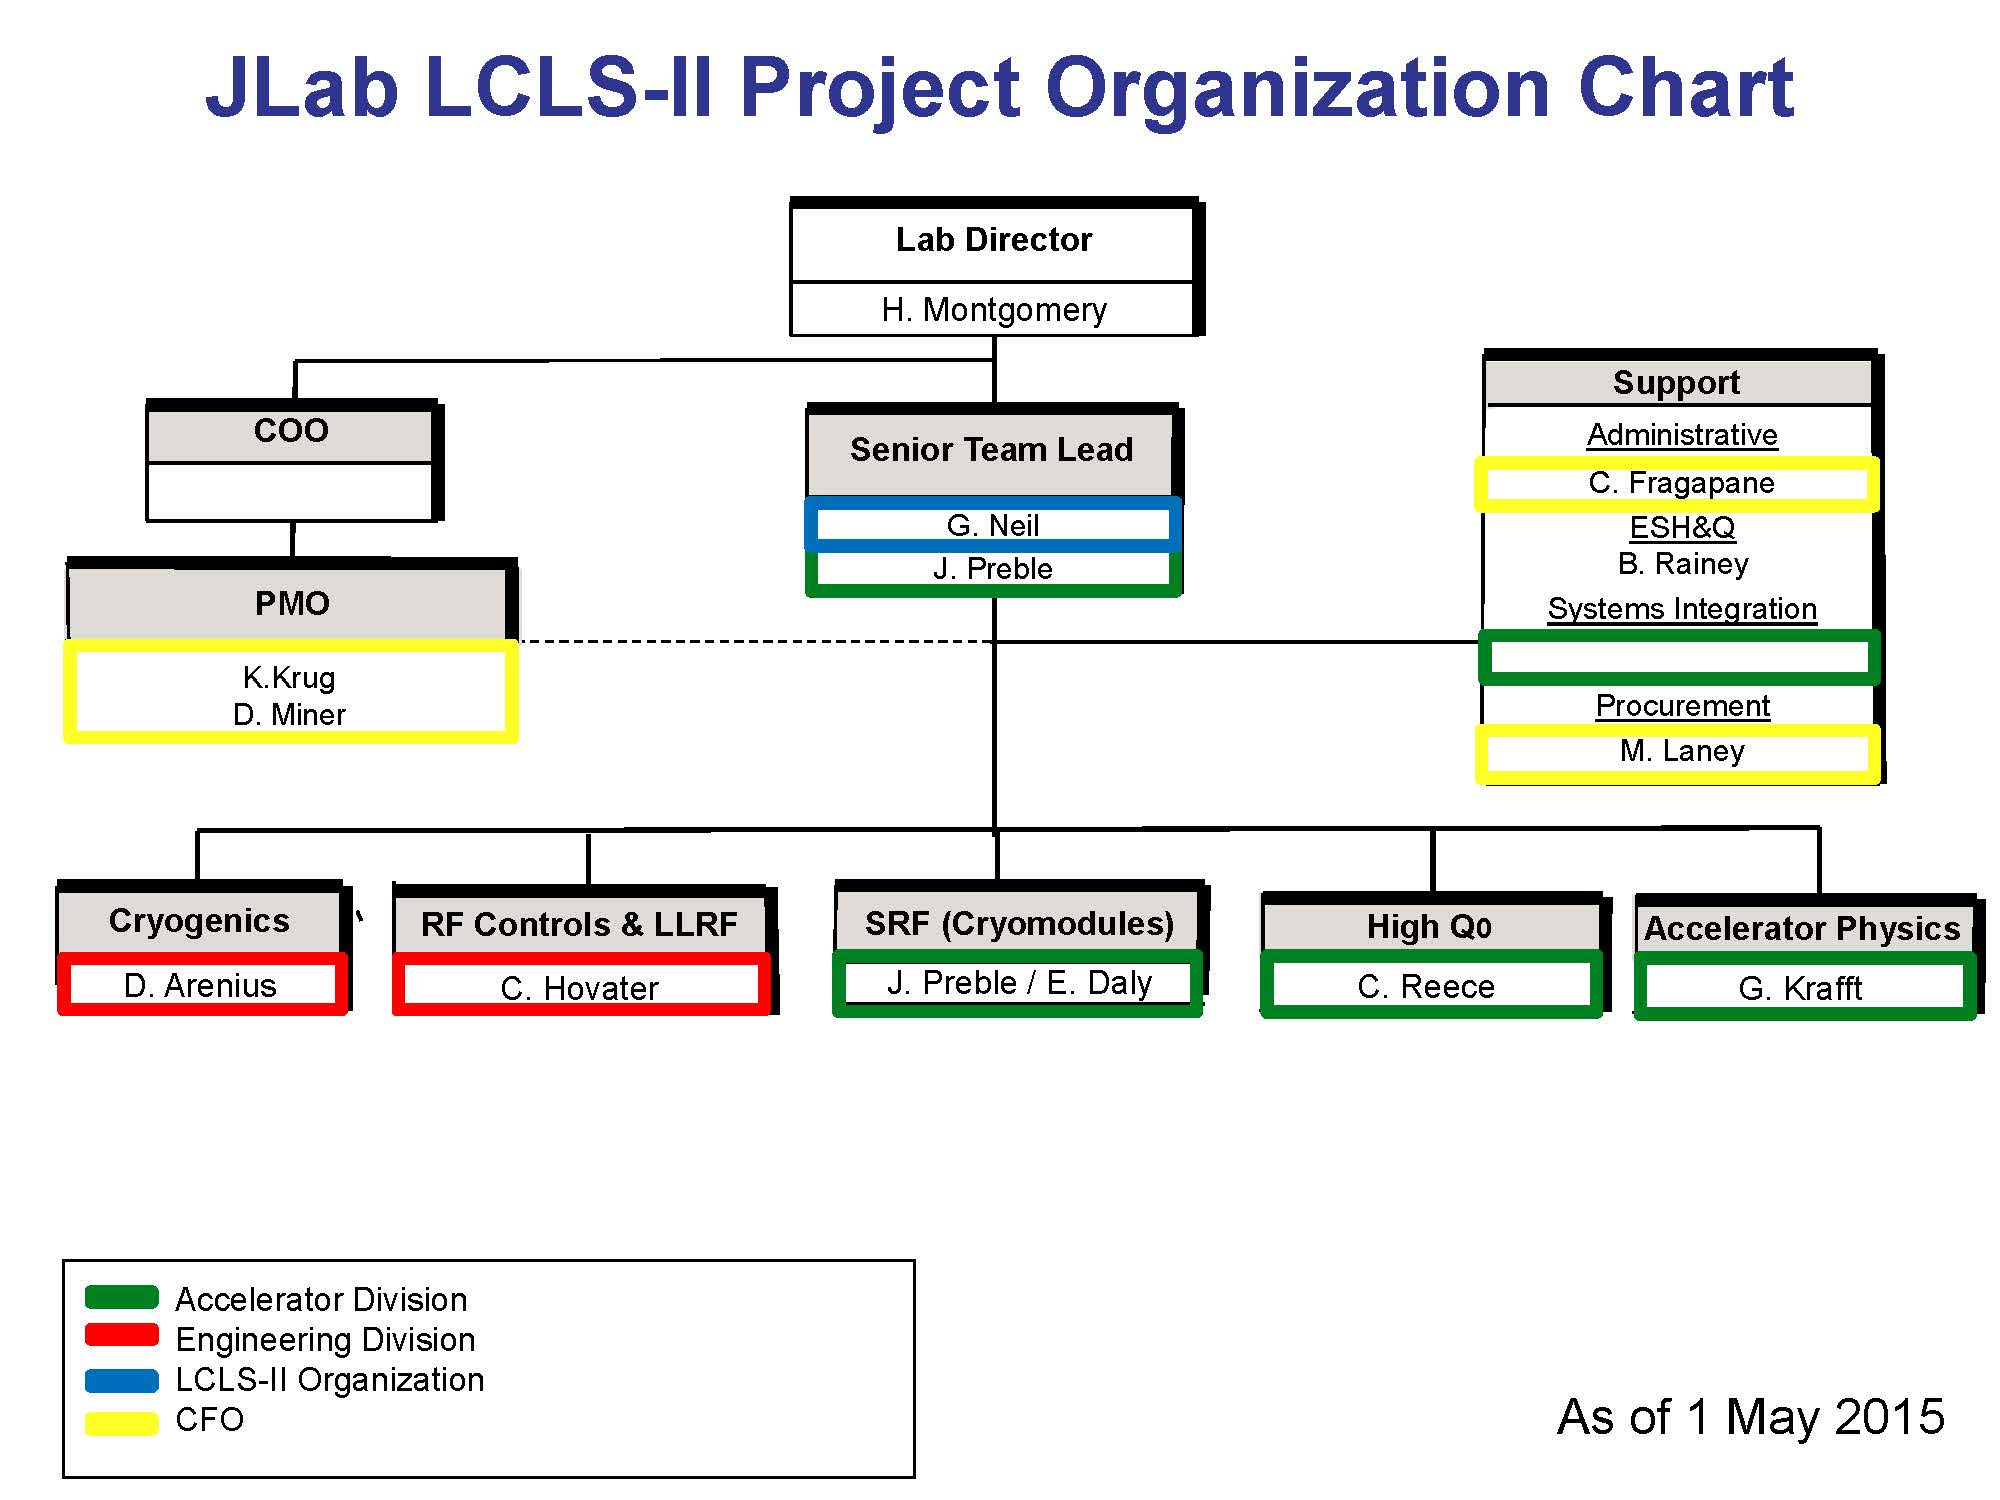 JLab LCLS-II Project Organization Chart
Lab Director
H. Montgomery
COO
Senior Team Lead
G. Neil
J. Preble
Support
Administrative
C. Fragapane
ESH&Q
B. Rainey
Systems Integration
Procurement
M. Laney
PMO
K.Krug
D. Miner
Cryogenics
D. Arenius
RF Controls & LLRF
C. Hovater
SRF (Cryomodules)
J. Preble / E. Daly
High Q0
C. Reece
Accelerator Physics
G. Krafft
Accelerator Division
Engineering Division
LCLS-II Organization
CFO
As of 1 May 2015